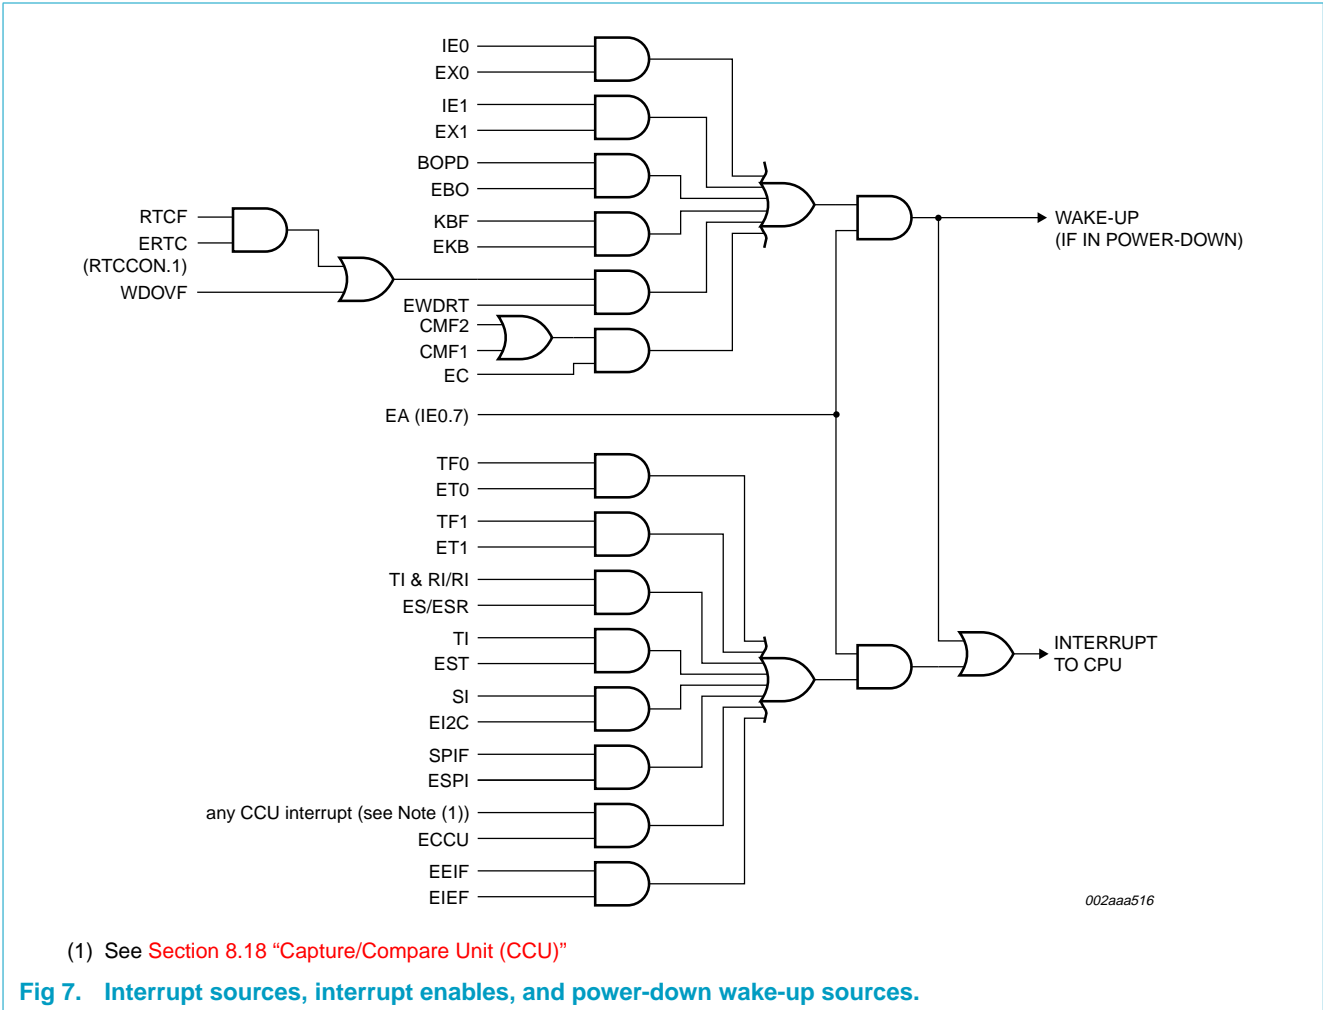 IE0
EX0
IE1
EX1
BOPD
EBO
RTCF
KBF
ERTC
EKB
(RTCCON.1)
WDOVF
EWDRT
CMF2
CMF1
EC
WAKE-UP
(IF IN POWER-DOWN)
EA (IE0.7)
TF0
ET0
TF1
ET1
TI & RI/RI
ES/ESR
TI
EST
SI
EI2C
SPIF
ESPI
any CCU interrupt (see Note (1))
ECCU
EEIF
EIEF
INTERRUPT
TO CPU
002aaa516
(1) See Section 8.18 “Capture/Compare Unit (CCU)”
Fig 7. Interrupt sources, interrupt enables, and power-down wake-up sources.